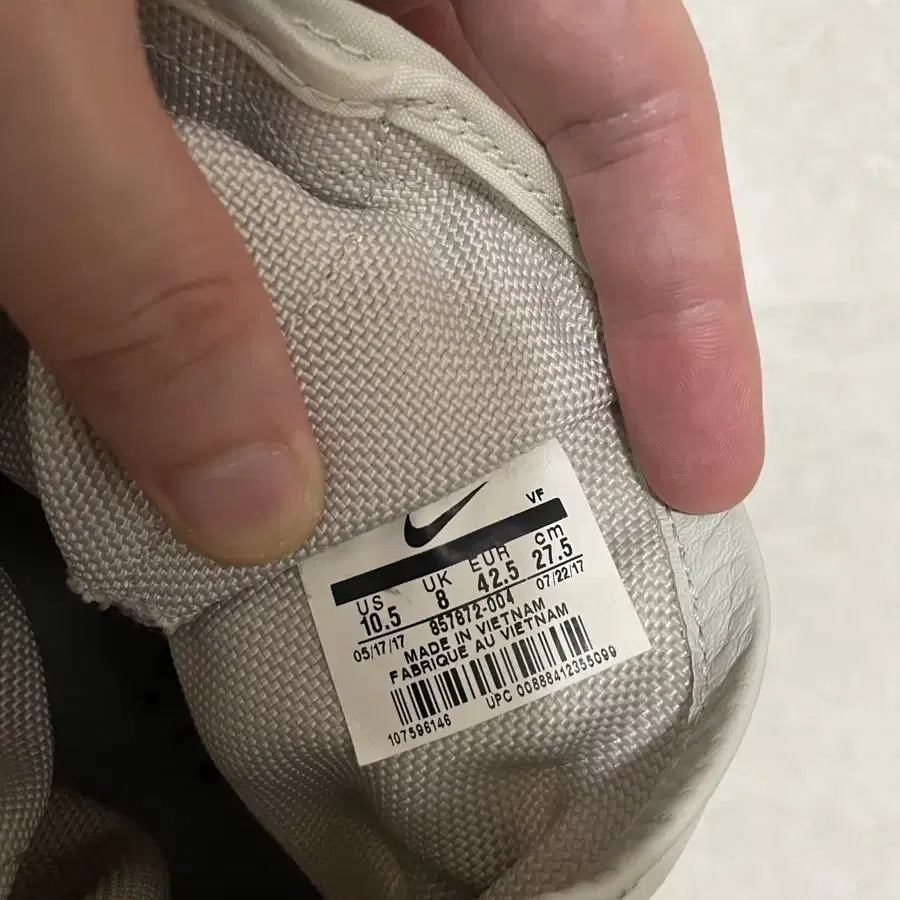 VF
US UK EUR cm
10.5 8 42.5 27.5
05/17/17 857872-004 07/22/17
MADE IN VIETNAM
FABRIQUE AU VIETNAM
107596146 UPC 00888412355099